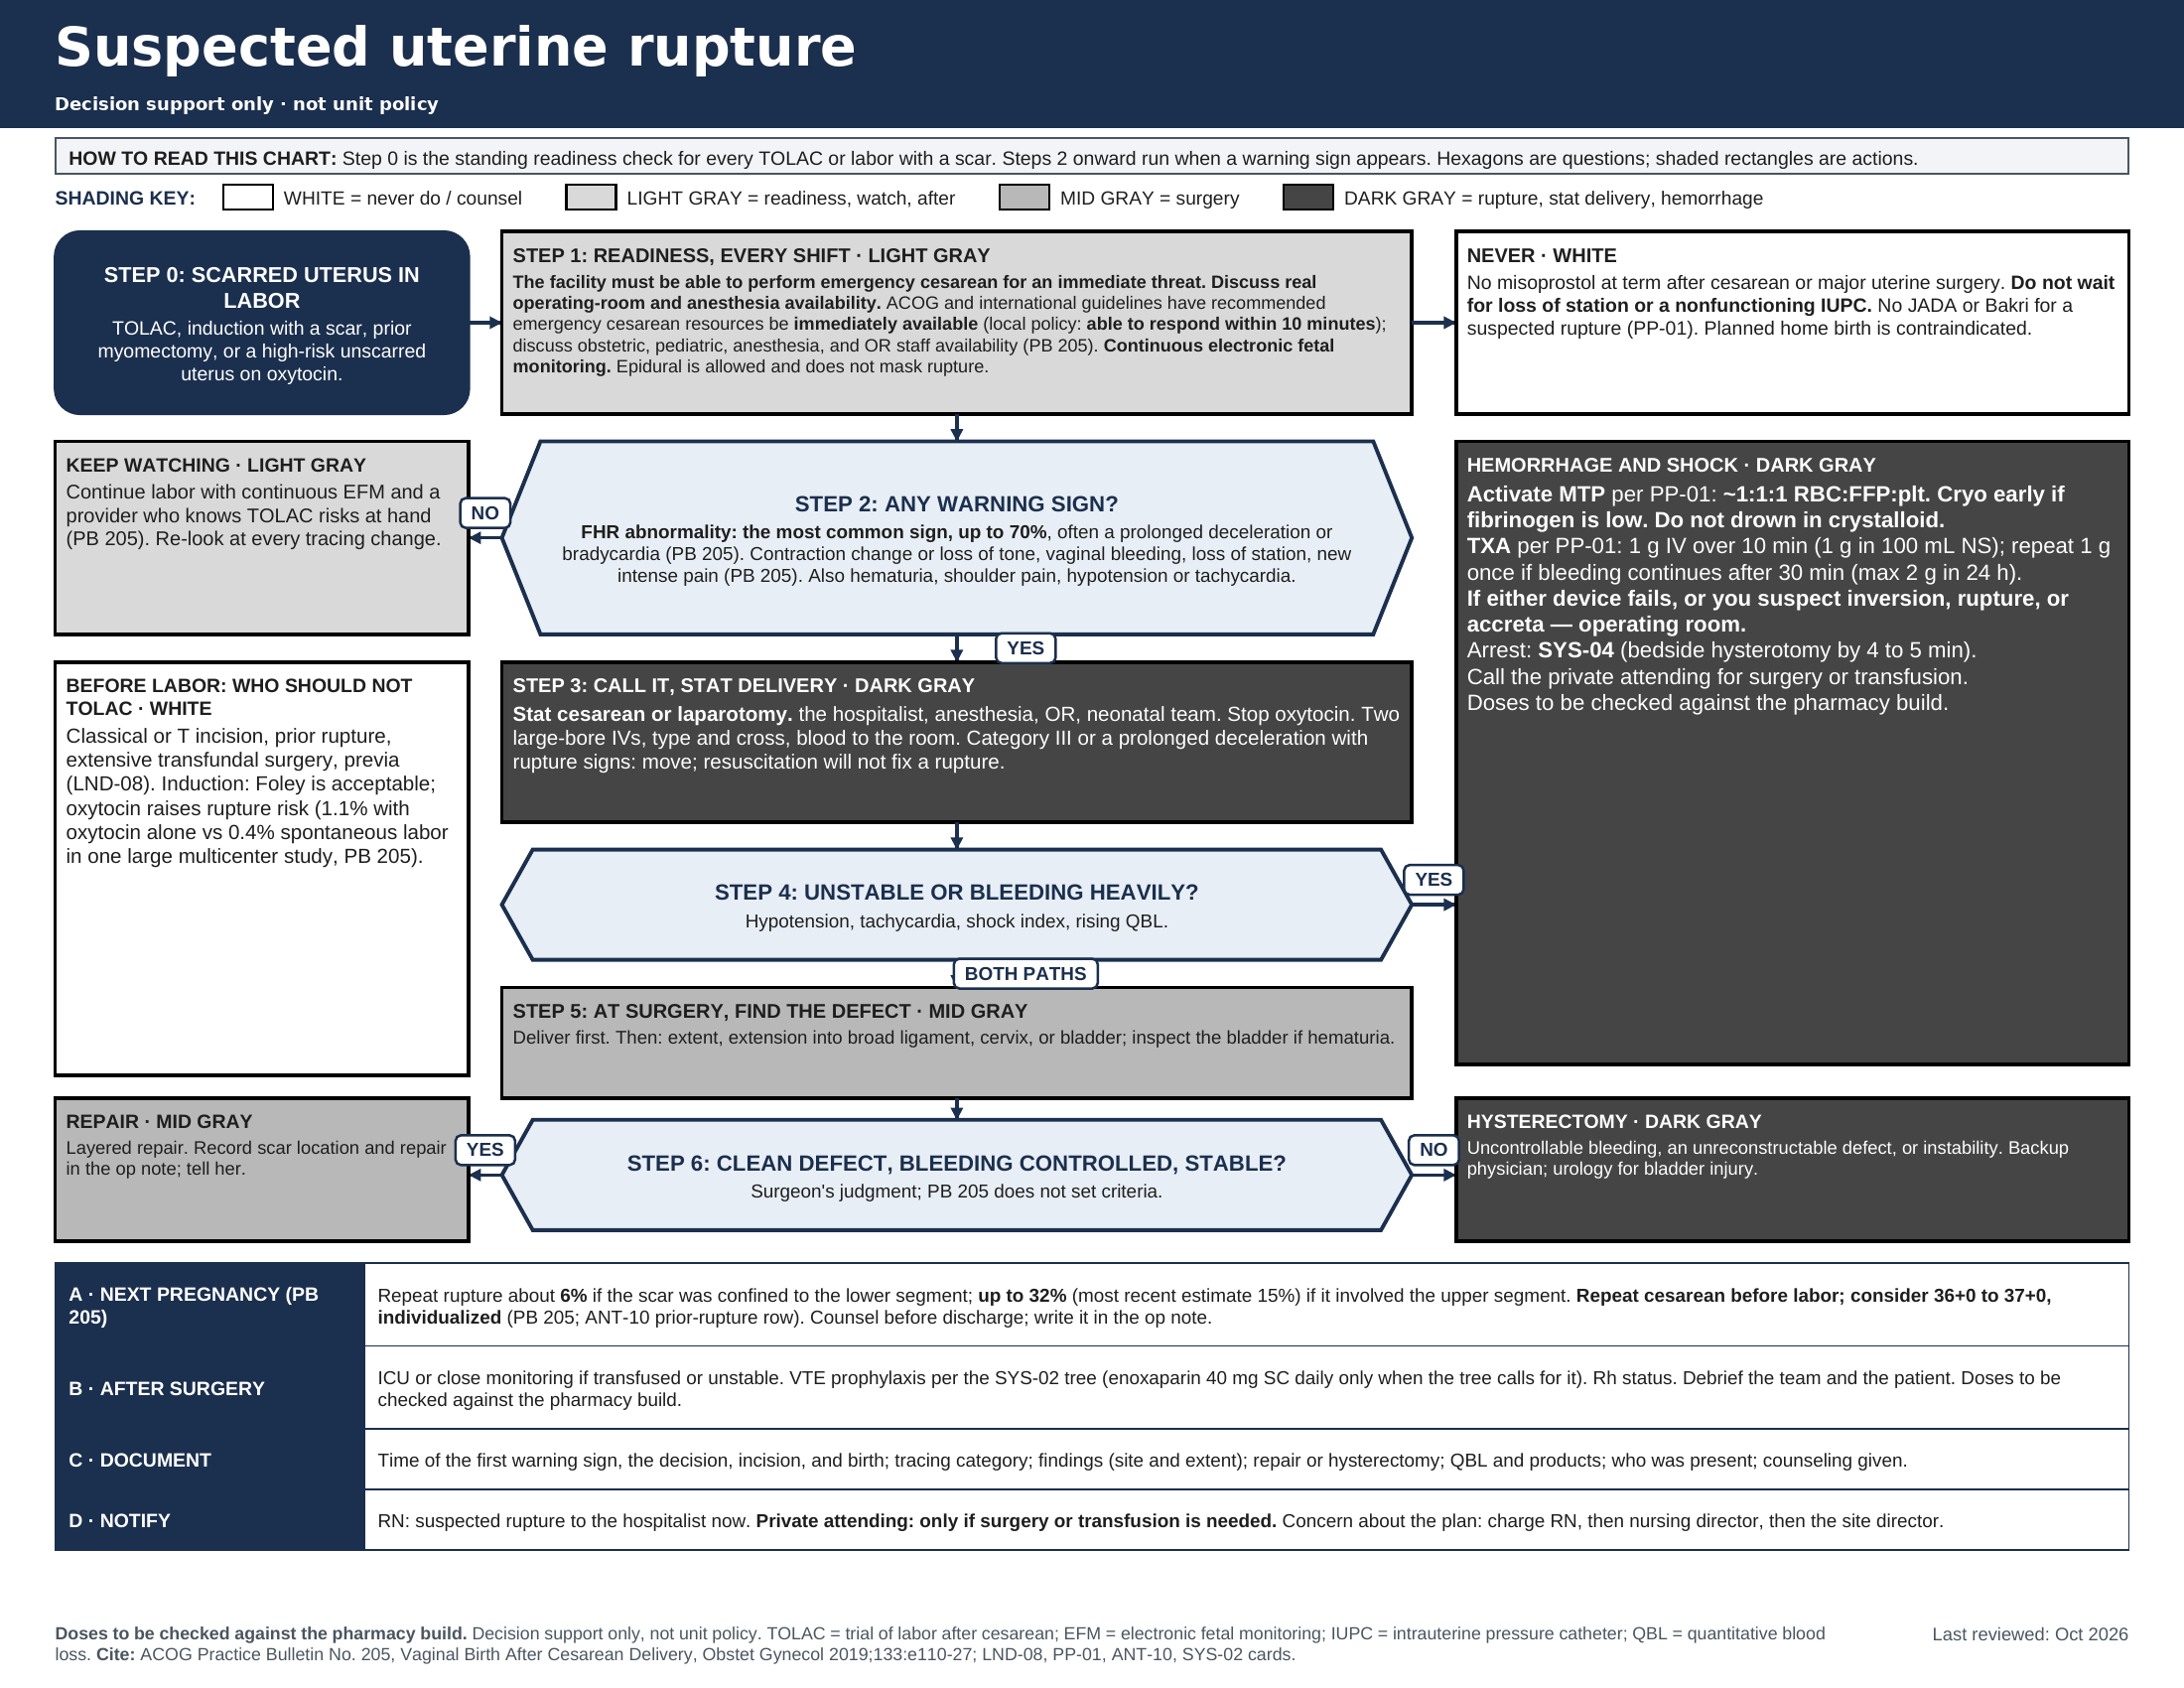 Suspected uterine rupture
Decision support only · not unit policy
HOW TO READ THIS CHART: Step 0 is the standing readiness check for every TOLAC or labor with a scar. Steps 2 onward run when a warning sign appears. Hexagons are questions; shaded rectangles are actions.
SHADING KEY: WHITE = never do / counsel LIGHT GRAY = readiness, watch, after MID GRAY = surgery DARK GRAY = rupture, stat delivery, hemorrhage
STEP 0: SCARRED UTERUS IN
LABOR
TOLAC, induction with a scar, prior
myomectomy, or a high-risk unscarred
uterus on oxytocin.
STEP 1: READINESS, EVERY SHIFT · LIGHT GRAY
The facility must be able to perform emergency cesarean for an immediate threat. Discuss real
operating-room and anesthesia availability. ACOG and international guidelines have recommended
emergency cesarean resources be immediately available (local policy: able to respond within 10 minutes);
discuss obstetric, pediatric, anesthesia, and OR staff availability (PB 205). Continuous electronic fetal
monitoring. Epidural is allowed and does not mask rupture.
NEVER · WHITE
No misoprostol at term after cesarean or major uterine surgery. Do not wait
for loss of station or a nonfunctioning IUPC. No JADA or Bakri for a
suspected rupture (PP-01). Planned home birth is contraindicated.
KEEP WATCHING · LIGHT GRAY
Continue labor with continuous EFM and a
provider who knows TOLAC risks at hand
(PB 205). Re-look at every tracing change.
NO
STEP 2: ANY WARNING SIGN?
FHR abnormality: the most common sign, up to 70%, often a prolonged deceleration or
bradycardia (PB 205). Contraction change or loss of tone, vaginal bleeding, loss of station, new
intense pain (PB 205). Also hematuria, shoulder pain, hypotension or tachycardia.
YES
HEMORRHAGE AND SHOCK · DARK GRAY
Activate MTP per PP-01: ~1:1:1 RBC:FFP:plt. Cryo early if
fibrinogen is low. Do not drown in crystalloid.
TXA per PP-01: 1 g IV over 10 min (1 g in 100 mL NS); repeat 1 g
once if bleeding continues after 30 min (max 2 g in 24 h).
If either device fails, or you suspect inversion, rupture, or
accreta — operating room.
Arrest: SYS-04 (bedside hysterotomy by 4 to 5 min).
Call the private attending for surgery or transfusion.
Doses to be checked against the pharmacy build.
BEFORE LABOR: WHO SHOULD NOT
TOLAC · WHITE
Classical or T incision, prior rupture,
extensive transfundal surgery, previa
(LND-08). Induction: Foley is acceptable;
oxytocin raises rupture risk (1.1% with
oxytocin alone vs 0.4% spontaneous labor
in one large multicenter study, PB 205).
STEP 3: CALL IT, STAT DELIVERY · DARK GRAY
Stat cesarean or laparotomy. the hospitalist, anesthesia, OR, neonatal team. Stop oxytocin. Two
large-bore IVs, type and cross, blood to the room. Category III or a prolonged deceleration with
rupture signs: move; resuscitation will not fix a rupture.
STEP 4: UNSTABLE OR BLEEDING HEAVILY?
Hypotension, tachycardia, shock index, rising QBL.
YES
BOTH PATHS
STEP 5: AT SURGERY, FIND THE DEFECT · MID GRAY
Deliver first. Then: extent, extension into broad ligament, cervix, or bladder; inspect the bladder if hematuria.
REPAIR · MID GRAY
Layered repair. Record scar location and repair
in the op note; tell her.
YES
STEP 6: CLEAN DEFECT, BLEEDING CONTROLLED, STABLE?
Surgeon's judgment; PB 205 does not set criteria.
NO
HYSTERECTOMY · DARK GRAY
Uncontrollable bleeding, an unreconstructable defect, or instability. Backup
physician; urology for bladder injury.
A · NEXT PREGNANCY (PB
205)
Repeat rupture about 6% if the scar was confined to the lower segment; up to 32% (most recent estimate 15%) if it involved the upper segment. Repeat cesarean before labor; consider 36+0 to 37+0,
individualized (PB 205; ANT-10 prior-rupture row). Counsel before discharge; write it in the op note.
B · AFTER SURGERY
ICU or close monitoring if transfused or unstable. VTE prophylaxis per the SYS-02 tree (enoxaparin 40 mg SC daily only when the tree calls for it). Rh status. Debrief the team and the patient. Doses to be
checked against the pharmacy build.
C · DOCUMENT
Time of the first warning sign, the decision, incision, and birth; tracing category; findings (site and extent); repair or hysterectomy; QBL and products; who was present; counseling given.
D · NOTIFY
RN: suspected rupture to the hospitalist now. Private attending: only if surgery or transfusion is needed. Concern about the plan: charge RN, then nursing director, then the site director.
Doses to be checked against the pharmacy build. Decision support only, not unit policy. TOLAC = trial of labor after cesarean; EFM = electronic fetal monitoring; IUPC = intrauterine pressure catheter; QBL = quantitative blood
loss. Cite: ACOG Practice Bulletin No. 205, Vaginal Birth After Cesarean Delivery, Obstet Gynecol 2019;133:e110-27; LND-08, PP-01, ANT-10, SYS-02 cards.
Last reviewed: Oct 2026